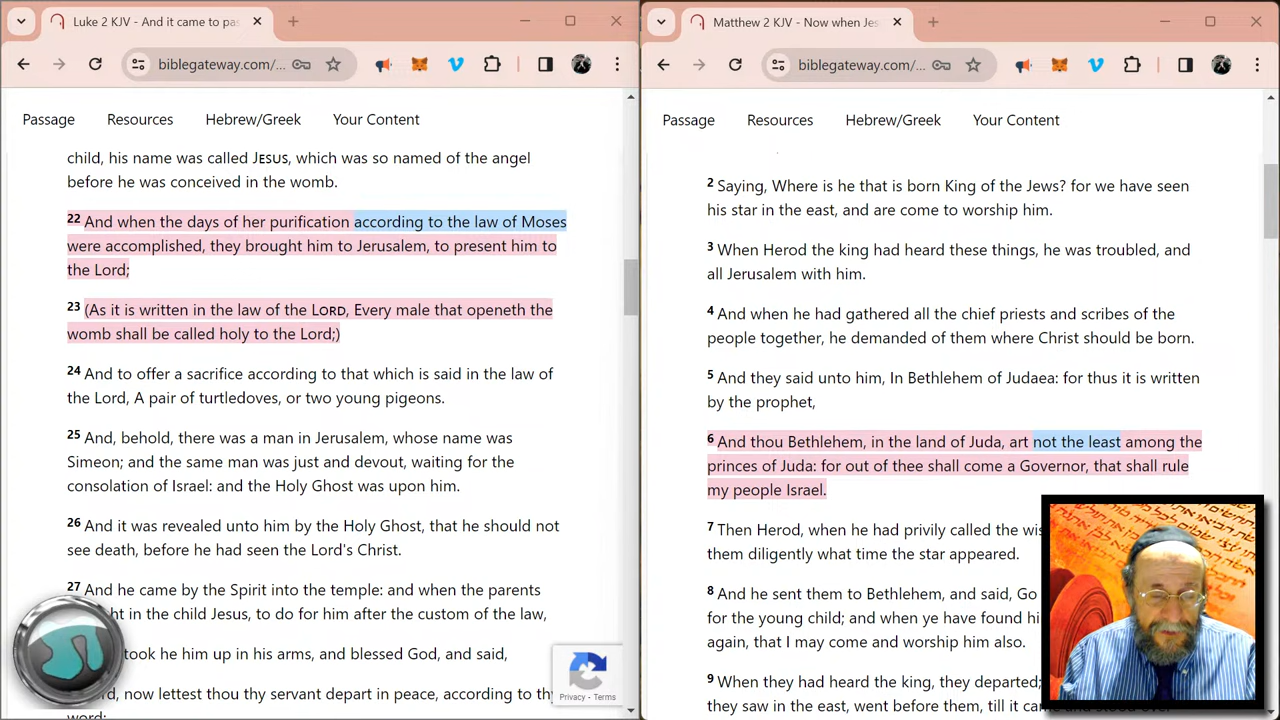 Luke 2 KJV - And it came to pas
biblegateway.com/...
Passage
Resources
Hebrew/Greek
Your Content
child, his name was called JESUS, which was so named of the angel
before he was conceived in the womb.
22 And when the days of her purification according to the law of Moses
were accomplished, they brought him to Jerusalem, to present him to
the Lord;
23 (As it is written in the law of the LORD, Every male that openeth the
womb shall be called holy to the Lord;)
24 And to offer a sacrifice according to that which is said in the law of
the Lord, A pair of turtledoves, or two young pigeons.
25 And, behold, there was a man in Jerusalem, whose name was
Simeon; and the same man was just and devout, waiting for the
consolation of Israel: and the Holy Ghost was upon him.
26 And it was revealed unto him by the Holy Ghost, that he should not
see death, before he had seen the Lord's Christ.
27 And he came by the Spirit into the temple: and when the parents
in the child Jesus, to do for him after the custom of the law,
took he him up in his arms, and blessed God, and said,
now lettest thou thy servant depart in peace, according to thy
word:
Privacy - Terms
Matthew 2 KJV - Now when Jes
biblegateway.com/...
Passage
Resources
Hebrew/Greek
Your Content
2 Saying, Where is he that is born King of the Jews? for we have seen
his star in the east, and are come to worship him.
3 When Herod the king had heard these things, he was troubled, and
all Jerusalem with him.
4 And when he had gathered all the chief priests and scribes of the
people together, he demanded of them where Christ should be born.
5 And they said unto him, In Bethlehem of Judaea: for thus it is written
by the prophet,
6 And thou Bethlehem, in the land of Juda, art not the least among the
princes of Juda: for out of thee shall come a Governor, that shall rule
my people Israel.
7 Then Herod, when he had privily called the wis
them diligently what time the star appeared.
8 And he sent them to Bethlehem, and said, Go
for the young child; and when ye have found hi
again, that I may come and worship him also.
9 When they had heard the king, they departed;
they saw in the east, went before them, till it came and stood over